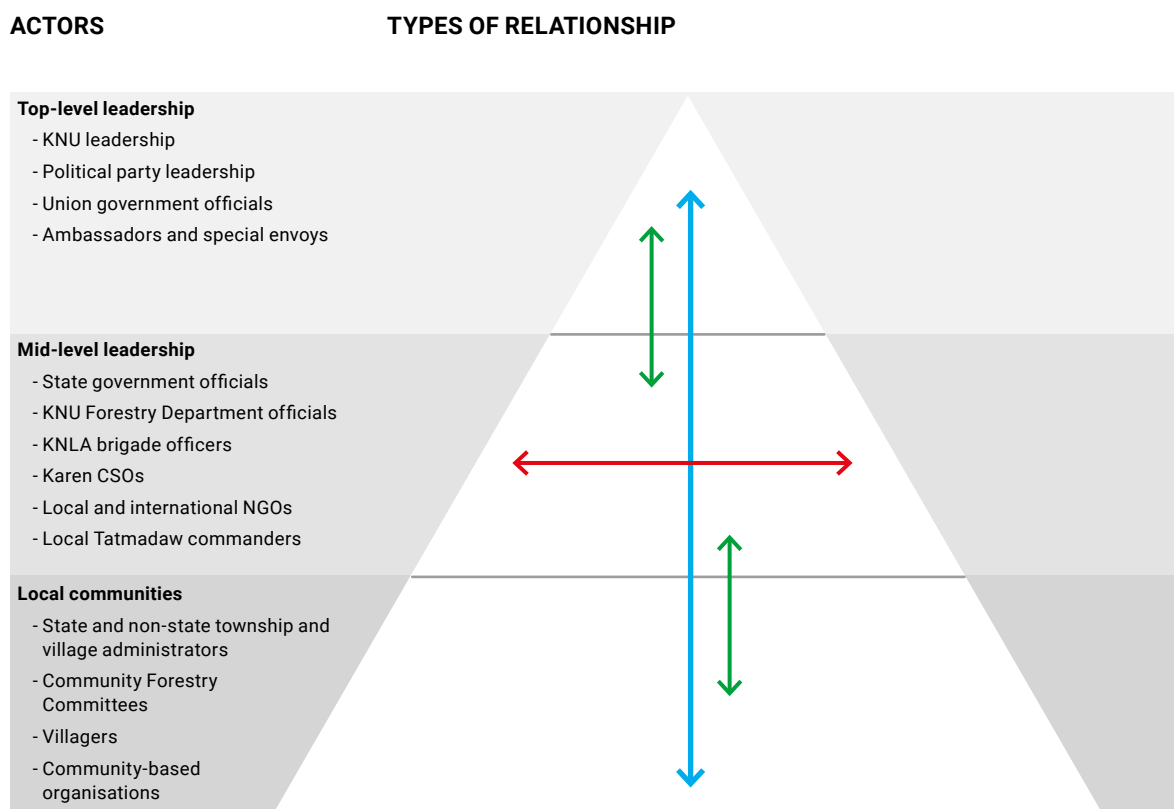 ACTORS
TYPES OF RELATIONSHIP
Top-level leadership
- KNU leadership
- Political party leadership
- Union government officials
- Ambassadors and special envoys
Mid-level leadership
- State government officials
- KNU Forestry Department officials
- KNLA brigade officers
- Karen CSOs
- Local and international NGOs
- Local Tatmadaw commanders
Local communities
- State and non-state township and
village administrators
- Community Forestry
Committees
- Villagers
- Community-based
organisations